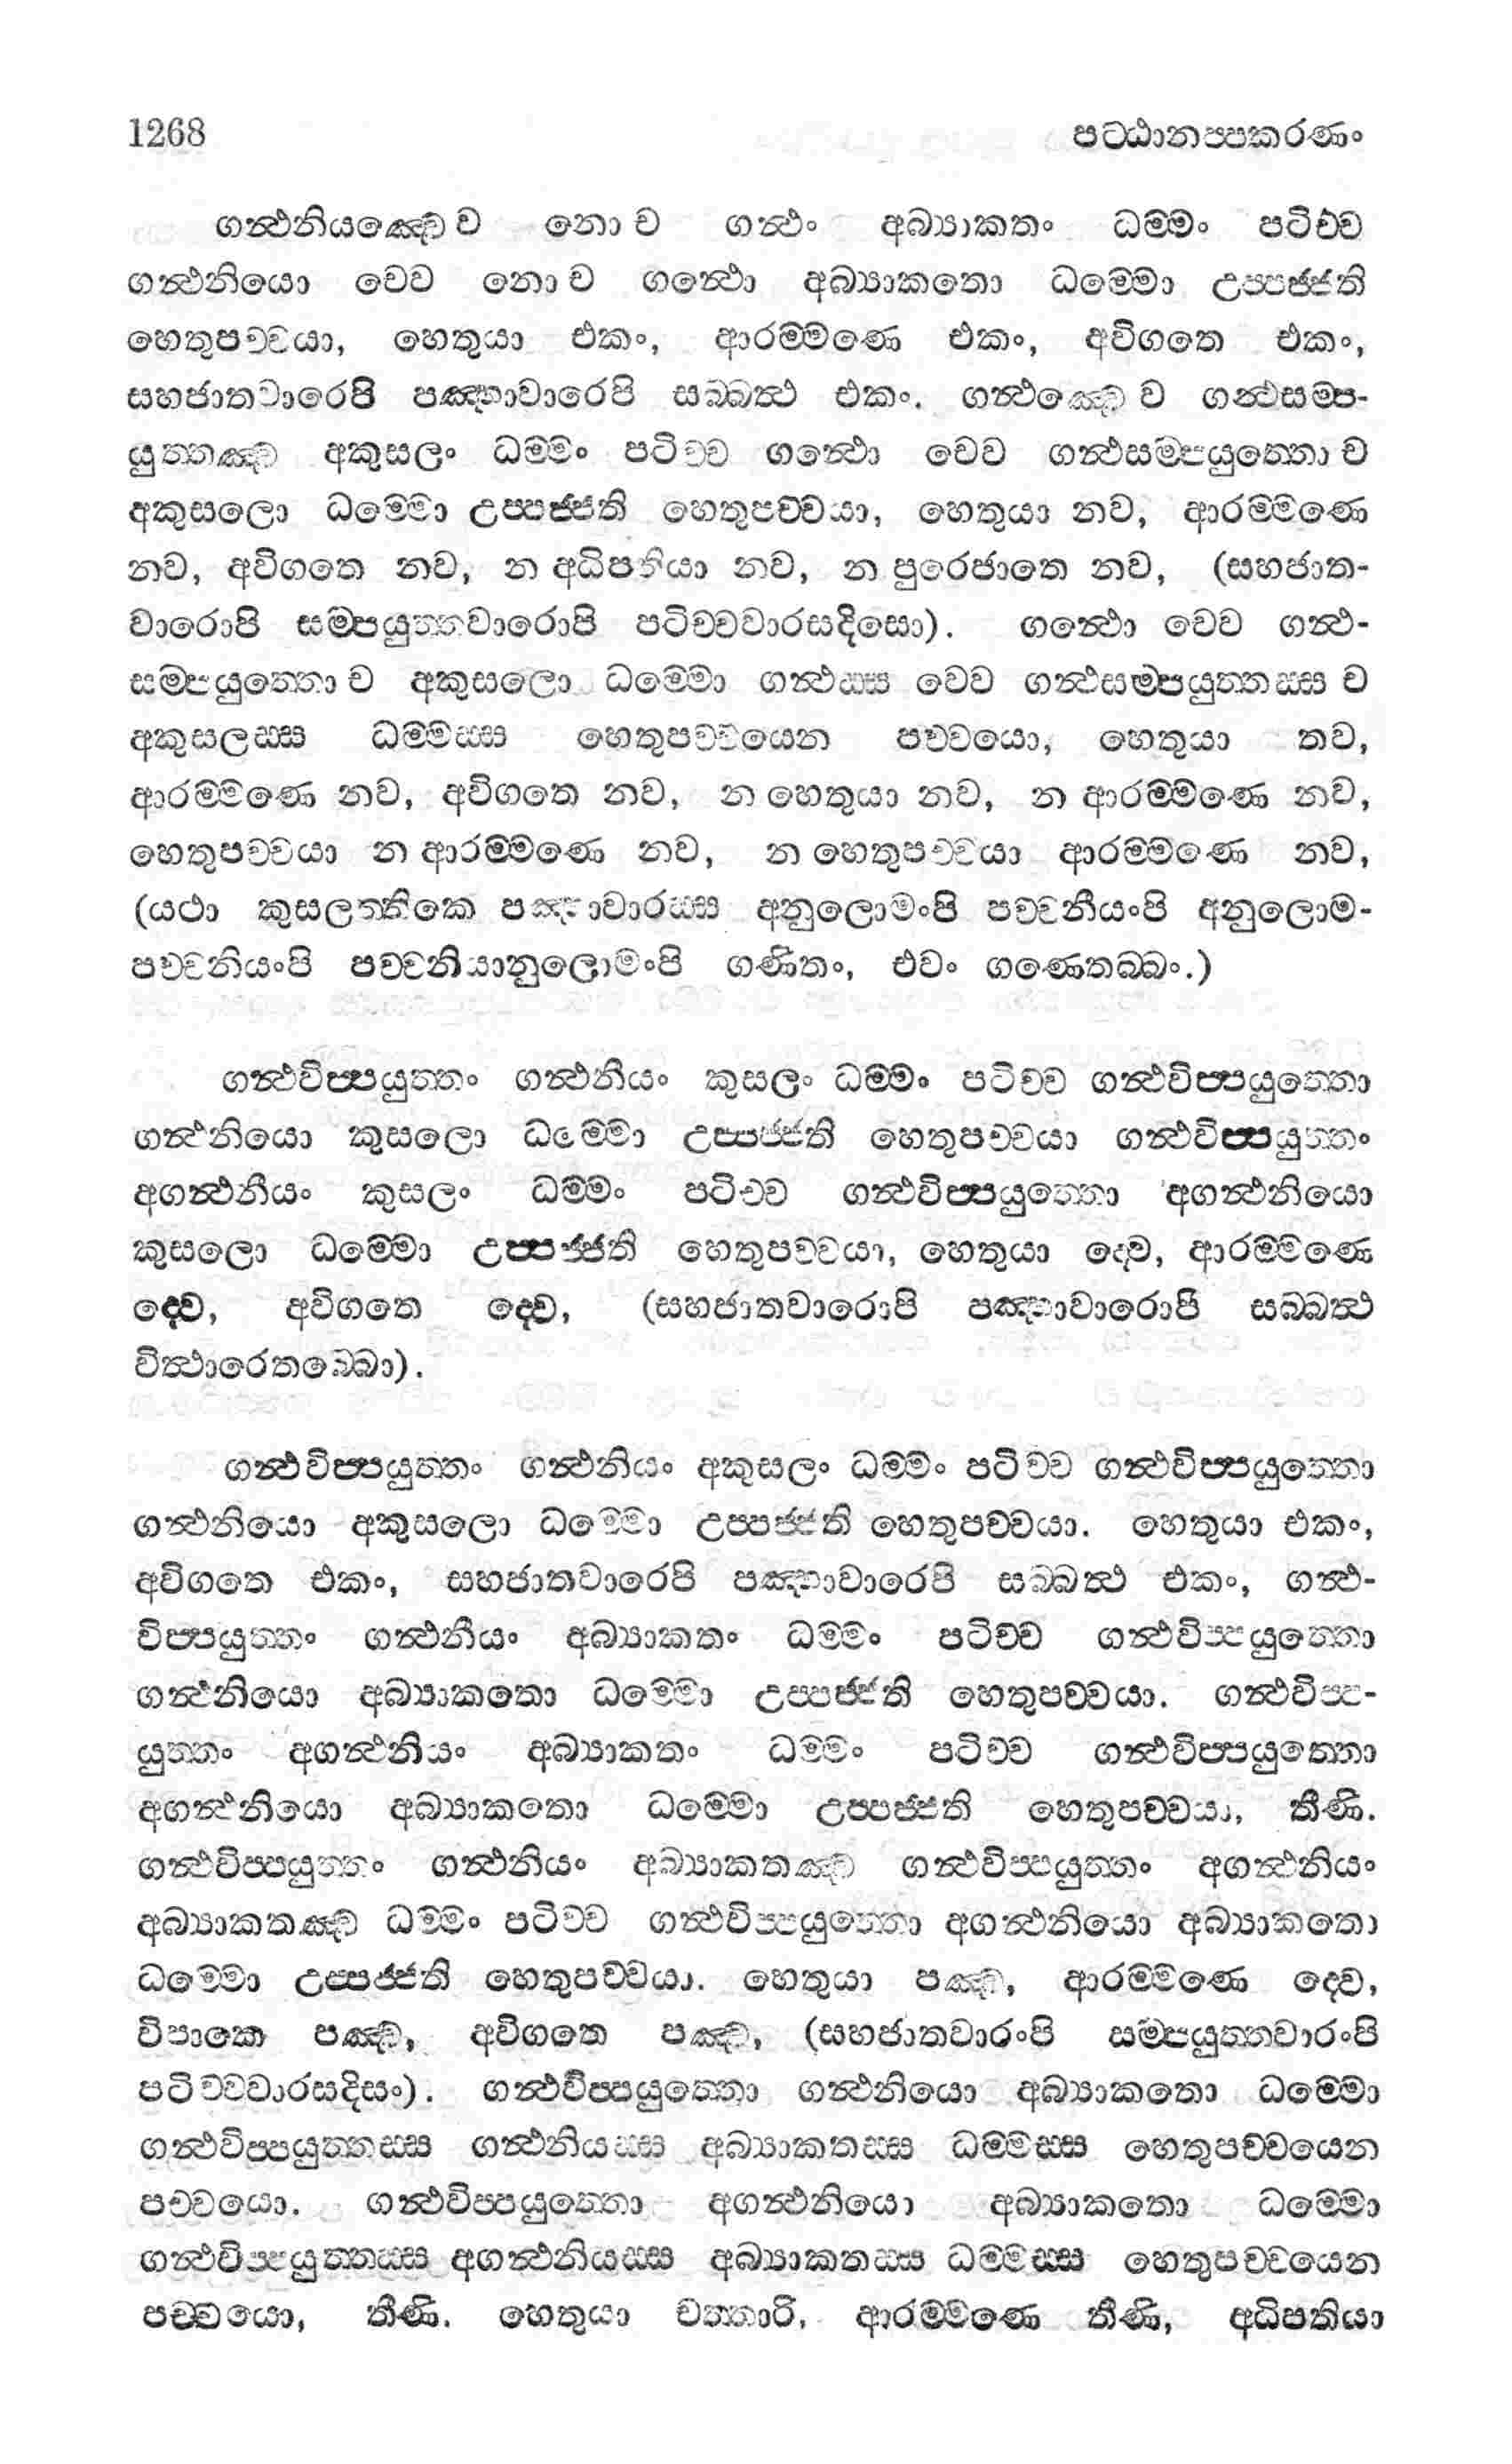 1268 පට්ඨානප්පකරණං
ගන්ථනියඤ්චෙව නො ච ගන්ථං අබ්‍යාකතං ධම්මං පටිච්ච
ගන්ථනියො චෙව නො ච ගන්ථො අබ්‍යාකතො ධම්මො උප්පජ්ජති
හෙතුපච්චයා, හෙතුයා එකං, ආරම්මණෙ එකං, අවිගතෙ එකං,
සහජාතවාරෙපි පඤ්හාවාරෙපි සබ්බත්ථ එකං. ගන්ථඤ්චෙව ගන්ථසම්ප-
යුත්තඤ්ච අකුසලං ධම්මං පටිච්ච ගන්ථො චෙව ගන්ථසම්පයුත්තො ච
අකුසලො ධම්මො උප්පජ්ජති හෙතුපච්චයා, හෙතුයා නව, ආරම්මණෙ
නව, අවිගතෙ නව, න අධිපතියා නව, න පුරෙජාතෙ නව, (සහජාත-
වාරොපි සම්පයුත්තවාරොපි පටිච්චවාරසදිසො). ගන්ථො චෙව ගන්ථ-
සම්පයුත්තො ච අකුසලො ධම්මො ගන්ථස්ස චෙව ගන්ථසම්පයුත්තස්ස ච
අකුසලස්ස ධම්මස්ස හෙතුපච්චයෙන පච්චයො, හෙතුයා නව,
ආරම්මණෙ නව, අවිගතෙ නව, න හෙතුයා නව, න ආරම්මණෙ නව,
හෙතුපච්චයා න ආරම්මණෙ නව, න හෙතුපච්චයා ආරම්මණෙ නව,
(යථා කුසලත්තිකෙ පඤ්හාවාරස්ස අනුලොමංපි පච්චනීයංපි අනුලොම-
පච්චනියංපි පච්චනියානුලොමංපි ගණිතං, එවං ගණෙතබ්බං.)
ගන්ථවිප්පයුත්තං ගන්ථනීයං කුසලං ධම්මං පටිච්ච ගන්ථවිප්පයුත්තො
ගන්ථනියො කුසලො ධම්මො උප්පජ්ජති හෙතුපච්චයා ගන්ථවිප්පයුත්තං
අගන්ථනීයං කුසලං ධම්මං පටිච්ච ගන්ථවිප්පයුත්තො අගන්ථනියො
කුසලො ධම්මො උප්පජ්ජති හෙතුපච්චයා, හෙතුයා ද්වෙ, ආරම්මණෙ
ද්වෙ, අවිගතෙ ද්වෙ, (සහජාතවාරොපි පඤ්හාවාරොපි සබ්බත්ථ
විත්ථාරෙතබ්බො).
ගන්ථවිප්පයුත්තං ගන්ථනියං අකුසලං ධම්මං පටිච්ච ගන්ථවිප්පයුත්තො
ගන්ථනියො අකුසලො ධම්මො උප්පජ්ජති හෙතුපච්චයා. හෙතුයා එකං,
අවිගතෙ එකං, සහජාතවාරෙපි පඤ්හාවාරෙපි සබ්බත්ථ එකං, ගන්ථ-
විප්පයුත්තං ගන්ථනීයං අබ්‍යාකතං ධම්මං පටිච්ච ගන්ථවිප්පයුත්තො
ගන්ථනියො අබ්‍යාකතො ධම්මො උප්පජ්ජති හෙතුපච්චයා. ගන්ථවිප්ප-
යුත්තං අගන්ථනියං අබ්‍යාකතං ධම්මං පටිච්ච ගන්ථවිප්පයුත්තො
අගන්ථනියො අබ්‍යාකතො ධම්මො උප්පජ්ජති හෙතුපච්චයා, තීණි.
ගන්ථවිප්පයුත්තං ගන්ථනියං අබ්‍යාකතඤ්ච ගන්ථවිප්පයුත්තං අගන්ථනියං
අබ්‍යාකතඤ්ච ධම්මං පටිච්ච ගන්ථවිප්පයුත්තො අගන්ථනියො අබ්‍යාකතො
ධම්මො උප්පජ්ජති හෙතුපච්චයා. හෙතුයා පඤ්ච, ආරම්මණෙ ද්වෙ,
විපාකෙ පඤ්ච, අවිගතෙ පඤ්ච, (සහජාතවාරංපි සම්පයුත්තවාරංපි
පටිච්චවාරසදිසං). ගන්ථවිප්පයුත්තො ගන්ථනියො අබ්‍යාකතො ධම්මො
ගන්ථවිප්පයුත්තස්ස ගන්ථනියස්ස අබ්‍යාකතස්ස ධම්මස්ස හෙතුපච්චයෙන
පච්චයො. ගන්ථවිප්පයුත්තො අගන්ථනියො අබ්‍යාකතො ධම්මො
ගන්ථවිප්පයුත්තස්ස අගන්ථනියස්ස අබ්‍යාකතස්ස ධම්මස්ස හෙතුපච්චයෙන
පච්චයො, තීණි. හෙතුයා චත්තාරි, ආරම්මණෙ තීණි, අධිපතියා